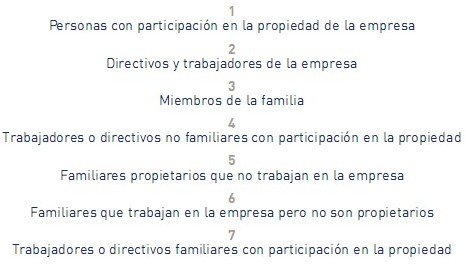 1
Personas con participación en la propiedad de la empresa
2
Directivos y trabajadores de la empresa
3
Miembros de la familia
4
Trabajadores o directivos no familiares con participación en la propiedad
5
Familiares propietarios que no trabajan en la empresa
6
Familiares que trabajan en la empresa pero no son propietarios
7
Trabajadores o directivos familiares con participación en la propiedad